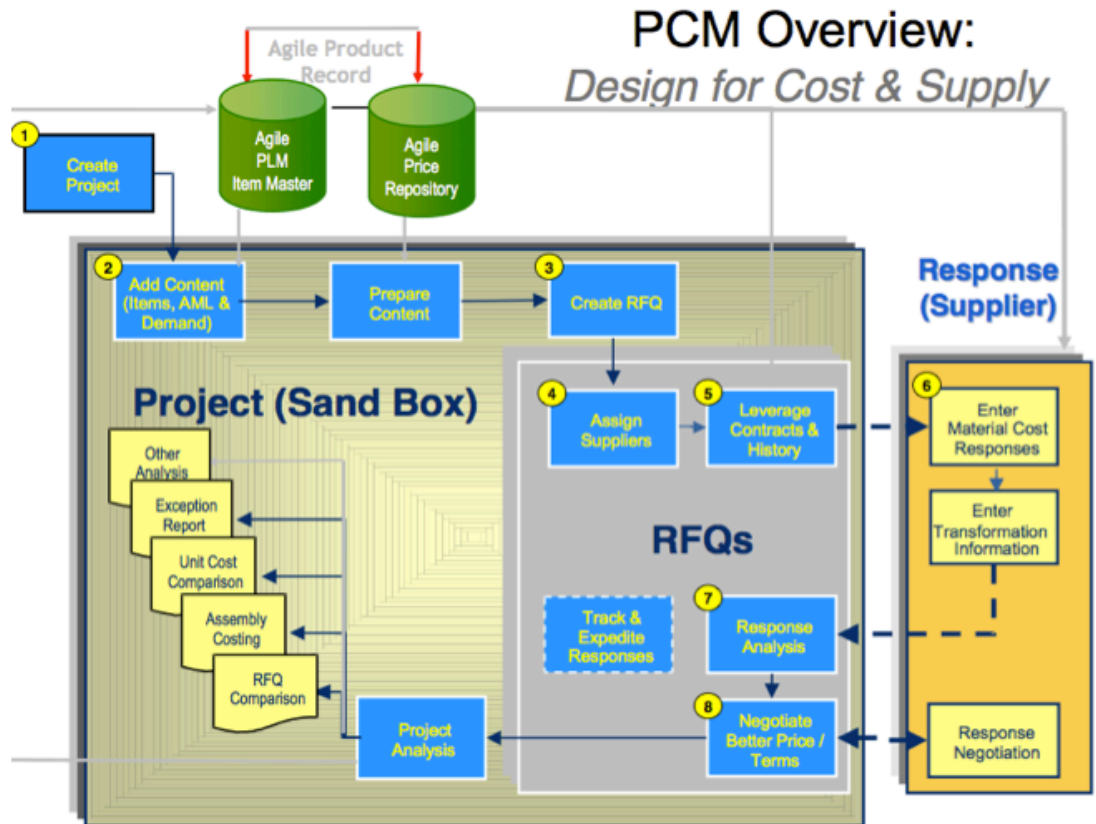 PCM Overview:
Design for Cost & Supply
Agile Product
Record
Agile
PLM
Item Master
Agile
Price
Repository
1
Create
Project
2
Add Content
(Items, AML &
Demand)
Prepare
Content
3
Create RFQ
Response
(Supplier)
Project (Sand Box)
4
Assign
Suppliers
5
Leverage
Contracts &
History
6
Enter
Material Cost
Responses
Enter
Transformation
Information
Other
Analysis
Exception
Report
Unit Cost
Comparison
Assembly
Costing
RFQ
Comparison
RFQs
Track &
Expedite
Responses
7
Response
Analysis
8
Negotiate
Better Price /
Terms
Project
Analysis
Response
Negotiation